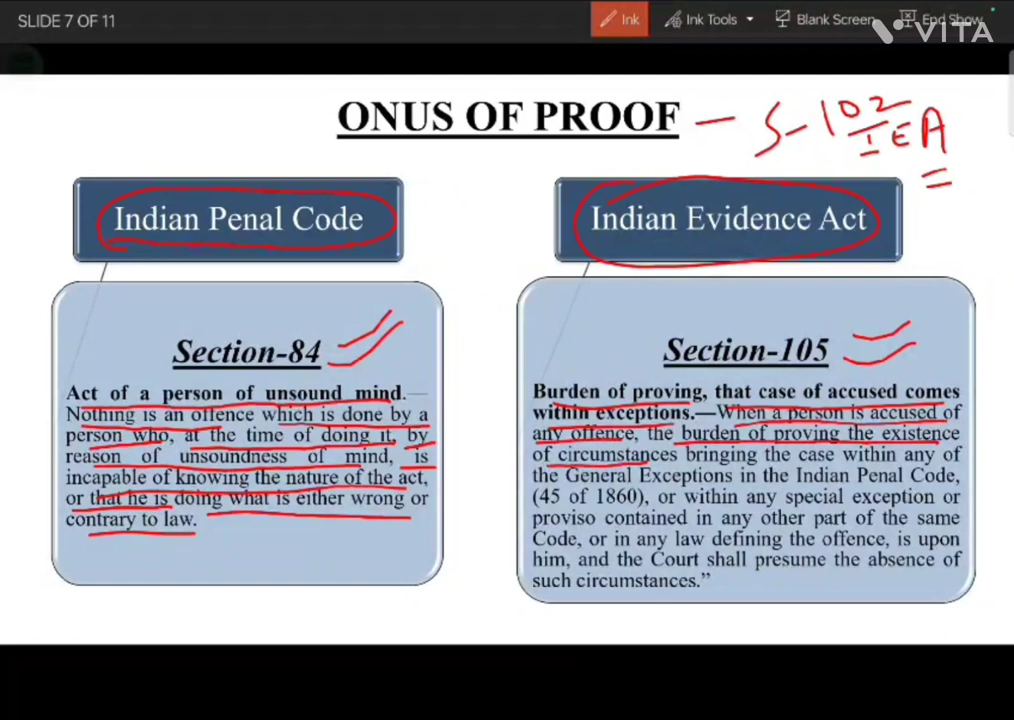 SLIDE 7 OF 11
Ink
Ink Tools
Blank Screen
End Show
VITA
ONUS OF PROOF - S-102
IEA
Indian Penal Code
Section-84
Act of a person of unsound mind.—
Nothing is an offence which is done by a
person who, at the time of doing it, by
reason of unsoundness of mind, is
incapable of knowing the nature of the act,
or that he is doing what is either wrong or
contrary to law.
Indian Evidence Act
Section-105
Burden of proving, that case of accused comes
within exceptions.—When a person is accused of
any offence, the burden of proving the existence
of circumstances bringing the case within any of
the General Exceptions in the Indian Penal Code,
(45 of 1860), or within any special exception or
proviso contained in any other part of the same
Code, or in any law defining the offence, is upon
him, and the Court shall presume the absence of
such circumstances.”